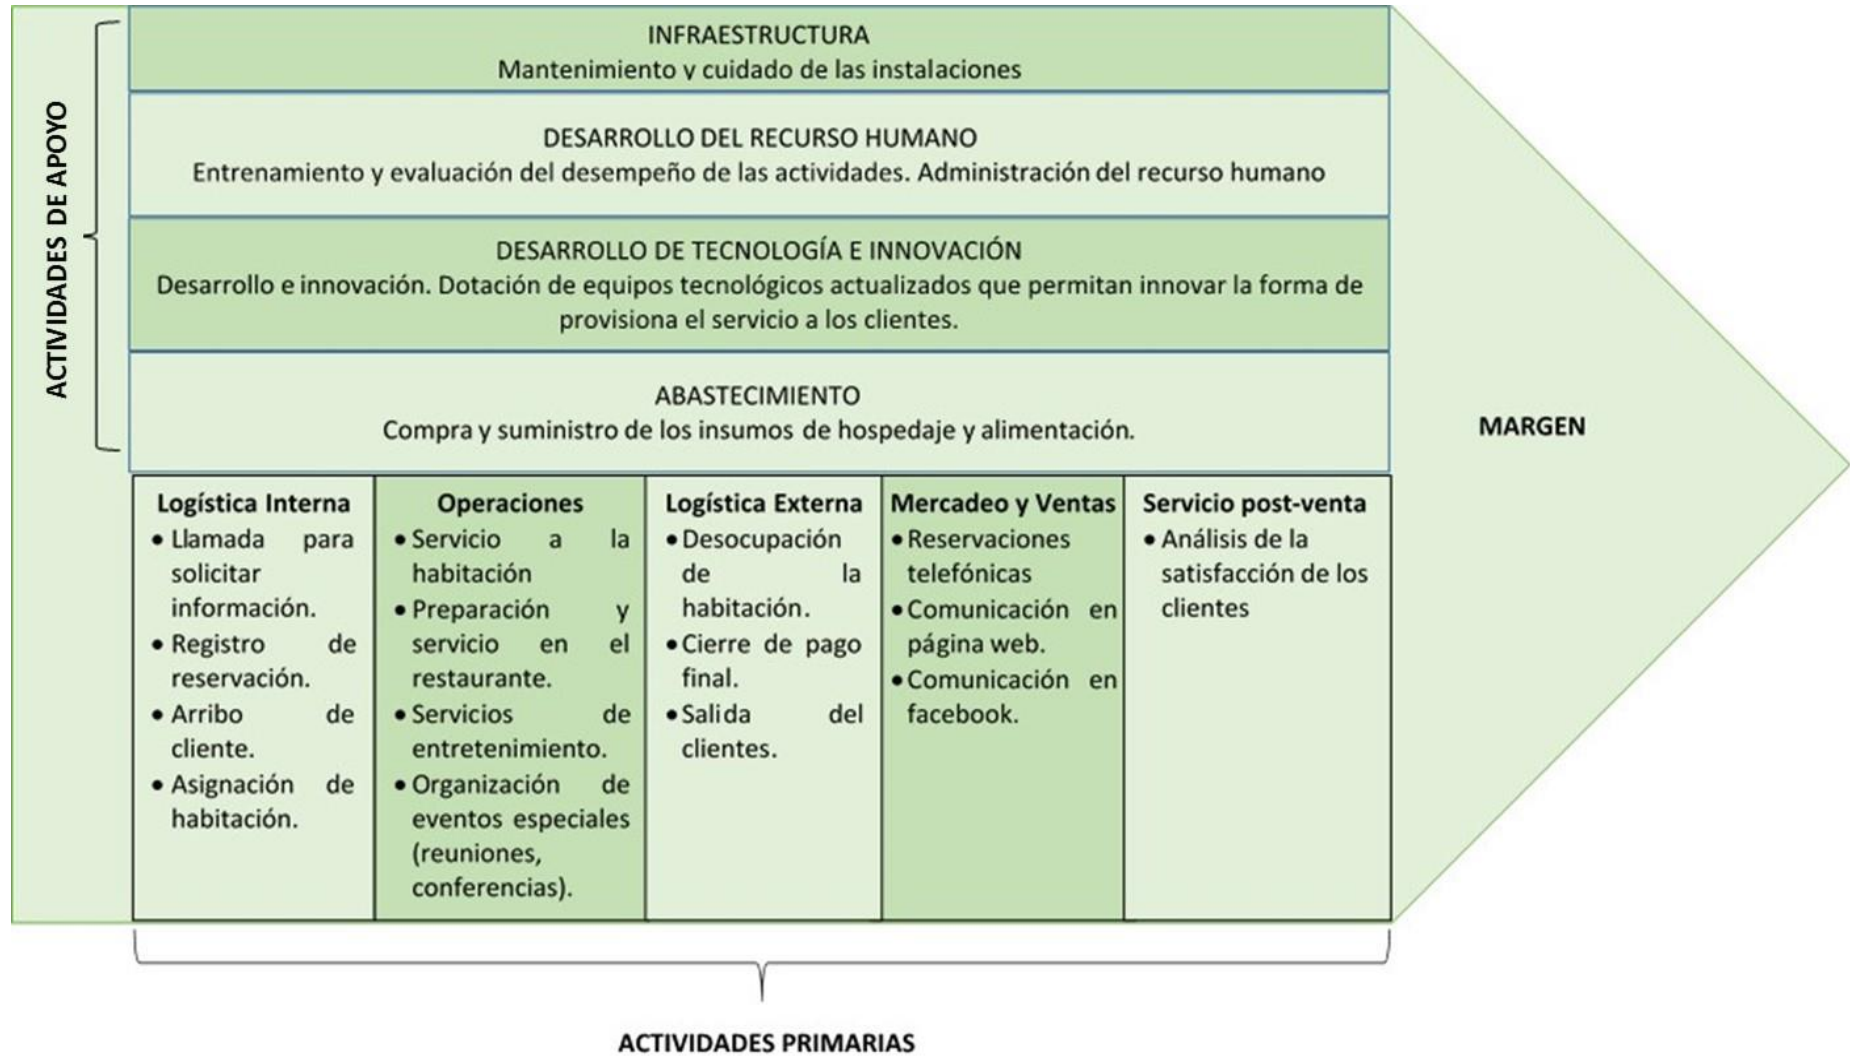 ACTIVIDADES DE APOYO
INFRAESTRUCTURA
Mantenimiento y cuidado de las instalaciones
DESARROLLO DEL RECURSO HUMANO
Entrenamiento y evaluación del desempeño de las actividades. Administración del recurso humano
DESARROLLO DE TECNOLOGÍA E INNOVACIÓN
Desarrollo e innovación. Dotación de equipos tecnológicos actualizados que permitan innovar la forma de
provisiona el servicio a los clientes.
ABASTECIMIENTO
Compra y suministro de los insumos de hospedaje y alimentación.
MARGEN
Logística Interna
• Llamada para
solicitar
información.
• Registro de
reservación.
• Arribo de
cliente.
• Asignación de
habitación.
Operaciones
• Servicio a la
habitación
• Preparación y
servicio en el
restaurante.
• Servicios de
entretenimiento.
• Organización de
eventos especiales
(reuniones,
conferencias).
Logística Externa
• Desocupación
de la
habitación.
• Cierre de pago
final.
• Salida del
clientes.
Mercadeo y Ventas
• Reservaciones
telefónicas
• Comunicación en
página web.
• Comunicación en
facebook.
Servicio post-venta
• Análisis de la
satisfacción de los
clientes
ACTIVIDADES PRIMARIAS